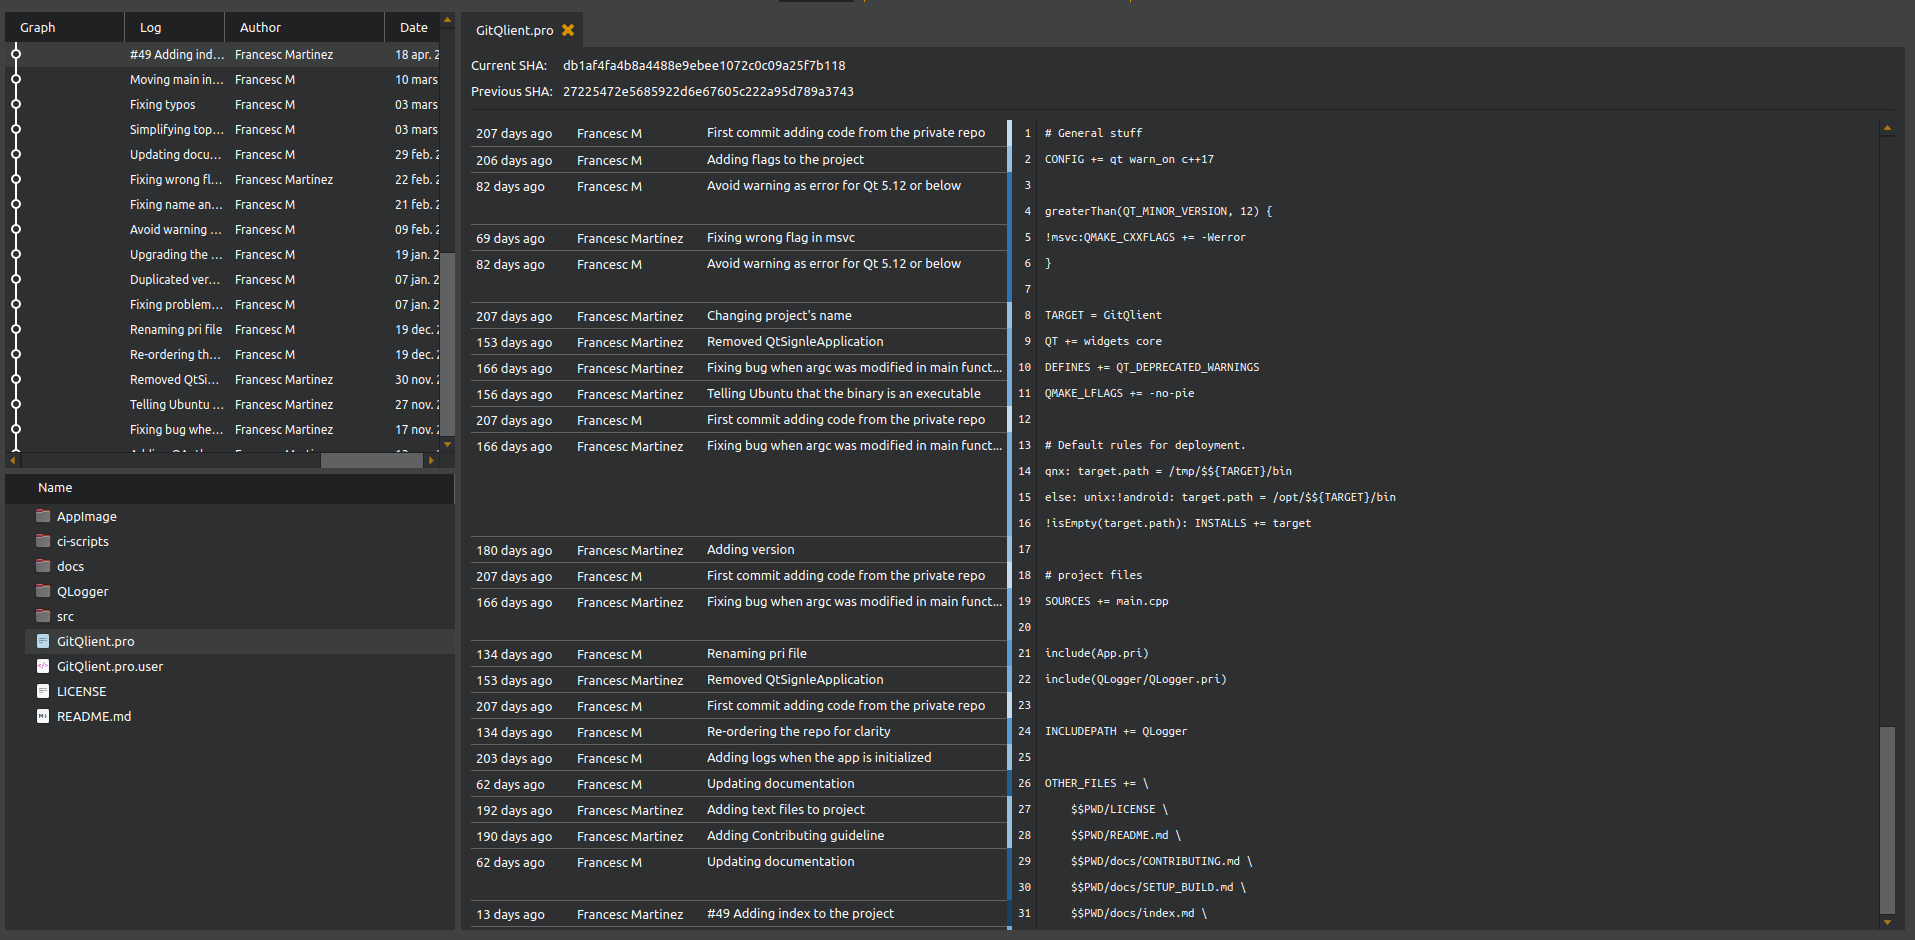 Graph Log Author Date
#49 Adding ind... Francesc Martinez 18 apr. 2
Moving main in... Francesc M 10 mars
Fixing typos Francesc M 03 mars
Simplifying top... Francesc M 03 mars
Updating docu... Francesc M 29 feb. 2
Fixing wrong fl... Francesc Martínez 22 feb. 2
Fixing name an... Francesc M 21 feb. 2
Avoid warning ... Francesc M 09 feb. 2
Upgrading the ... Francesc M 19 jan. 2
Duplicated ver... Francesc M 07 jan. 2
Fixing problem... Francesc M 07 jan. 2
Renaming pri file Francesc M 19 dec. 2
Re-ordering th... Francesc M 19 dec. 2
Removed QtSi... Francesc Martinez 30 nov. 2
Telling Ubuntu ... Francesc Martinez 27 nov. 2
Fixing bug whe... Francesc Martinez 17 nov. 2
Name
AppImage
ci-scripts
docs
QLogger
src
GitQlient.pro
GitQlient.pro.user
LICENSE
README.md
GitQlient.pro
Current SHA: db1af4fa4b8a4488e9ebee1072c0c09a25f7b118
Previous SHA: 27225472e5685922d6e67605c222a95d789a3743
207 days ago Francesc M First commit adding code from the private repo 1 # General stuff
206 days ago Francesc M Adding flags to the project 2 CONFIG += qt warn_on c++17
82 days ago Francesc M Avoid warning as error for Qt 5.12 or below 3
4 greaterThan(QT_MINOR_VERSION, 12) {
69 days ago Francesc Martínez Fixing wrong flag in msvc 5 !msvc:QMAKE_CXXFLAGS += -Werror
82 days ago Francesc M Avoid warning as error for Qt 5.12 or below 6 }
7
207 days ago Francesc Martinez Changing project's name 8 TARGET = GitQlient
153 days ago Francesc Martinez Removed QtSignleApplication 9 QT += widgets core
166 days ago Francesc Martinez Fixing bug when argc was modified in main funct... 10 DEFINES += QT_DEPRECATED_WARNINGS
156 days ago Francesc Martinez Telling Ubuntu that the binary is an executable 11 QMAKE_LFLAGS += -no-pie
207 days ago Francesc M First commit adding code from the private repo 12
166 days ago Francesc Martinez Fixing bug when argc was modified in main funct... 13 # Default rules for deployment.
14 qnx: target.path = /tmp/$${TARGET}/bin
15 else: unix:!android: target.path = /opt/$${TARGET}/bin
16 !isEmpty(target.path): INSTALLS += target
180 days ago Francesc Martinez Adding version 17
207 days ago Francesc M First commit adding code from the private repo 18 # project files
166 days ago Francesc Martinez Fixing bug when argc was modified in main funct... 19 SOURCES += main.cpp
20
134 days ago Francesc M Renaming pri file 21 include(App.pri)
153 days ago Francesc Martinez Removed QtSignleApplication 22 include(QLogger/QLogger.pri)
207 days ago Francesc M First commit adding code from the private repo 23
134 days ago Francesc M Re-ordering the repo for clarity 24 INCLUDEPATH += QLogger
203 days ago Francesc M Adding logs when the app is initialized 25
62 days ago Francesc M Updating documentation 26 OTHER_FILES += \
192 days ago Francesc Martinez Adding text files to project 27 $$PWD/LICENSE \
190 days ago Francesc Martinez Adding Contributing guideline 28 $$PWD/README.md \
62 days ago Francesc M Updating documentation 29 $$PWD/docs/CONTRIBUTING.md \
30 $$PWD/docs/SETUP_BUILD.md \
13 days ago Francesc Martinez #49 Adding index to the project 31 $$PWD/docs/index.md \